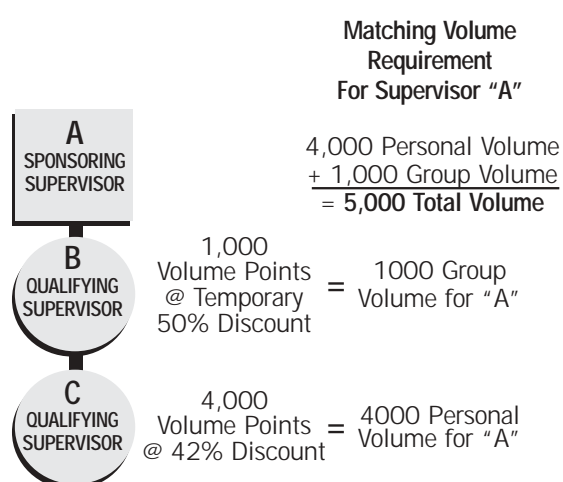 Matching Volume
Requirement
For Supervisor “A”
4,000 Personal Volume
+ 1,000 Group Volume
= 5,000 Total Volume
A
SPONSORING
SUPERVISOR
B
QUALIFYING
SUPERVISOR
1,000
Volume Points
@ Temporary
50% Discount
=
1000 Group
Volume for “A”
C
QUALIFYING
SUPERVISOR
4,000
Volume Points
@ 42% Discount
=
4000 Personal
Volume for “A”